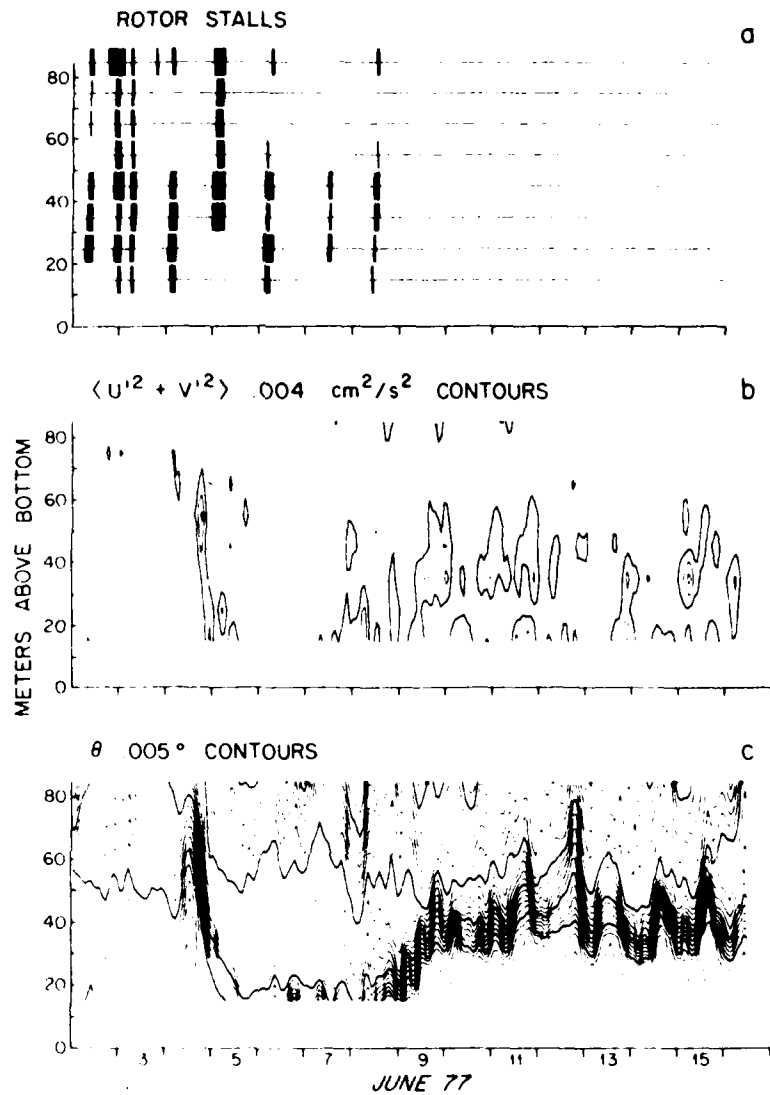 ROTOR STALLS
a
80
60
40
20
0
⟨U'² + V'²⟩ .004 cm²/s² CONTOURS
b
80
60
40
20
0
METERS ABOVE BOTTOM
θ .005° CONTOURS
c
80
60
40
20
0
3 5 7 9 11 13 15
JUNE 77